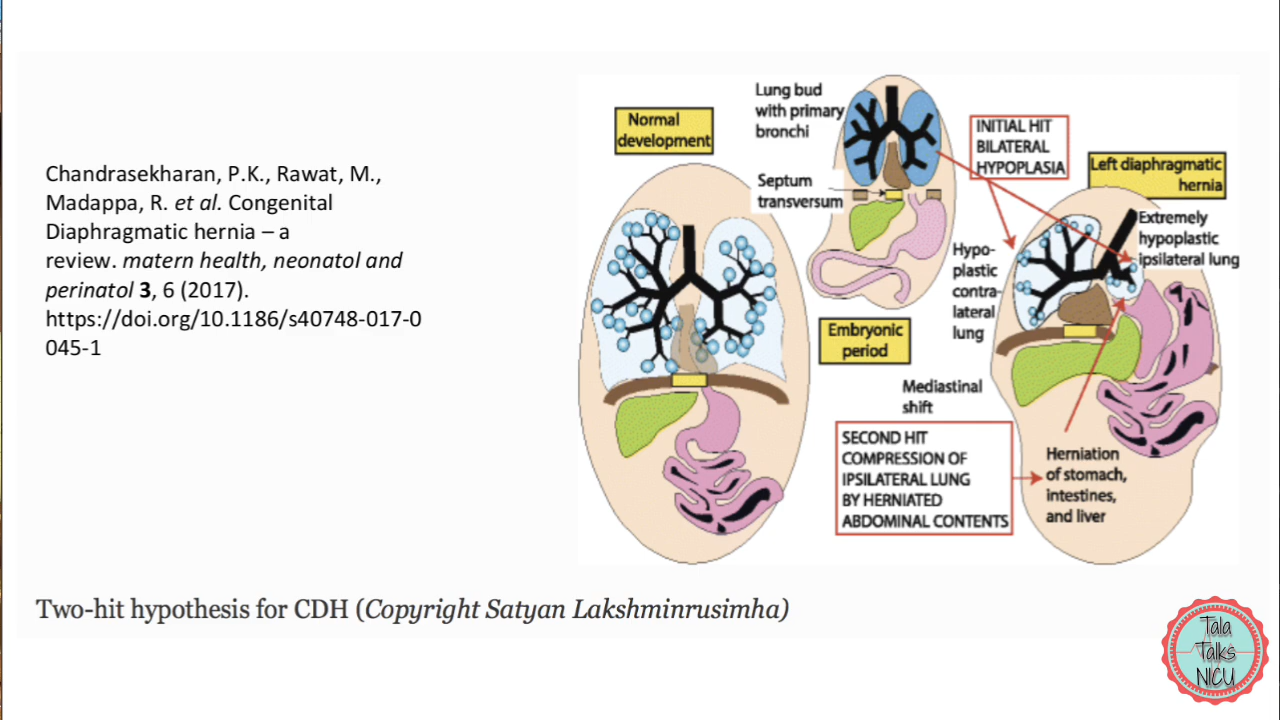 Chandrasekharan, P.K., Rawat, M.,
Madappa, R. et al. Congenital
Diaphragmatic hernia – a
review. matern health, neonatol and
perinatol 3, 6 (2017).
https://doi.org/10.1186/s40748-017-0
045-1
Normal
development
Lung bud
with primary
bronchi
Septum
transversum
INITIAL HIT
BILATERAL
HYPOPLASIA
Left diaphragmatic
hernia
Extremely
hypoplastic
ipsilateral lung
Hypo-
plastic
contra-
lateral
lung
Embryonic
period
Mediastinal
shift
SECOND HIT
COMPRESSION OF
IPSILATERAL LUNG
BY HERNIATED
ABDOMINAL CONTENTS
Herniation
of stomach,
intestines,
and liver
Two-hit hypothesis for CDH (Copyright Satyan Lakshminrusimha)
Tala
Talks
NICU